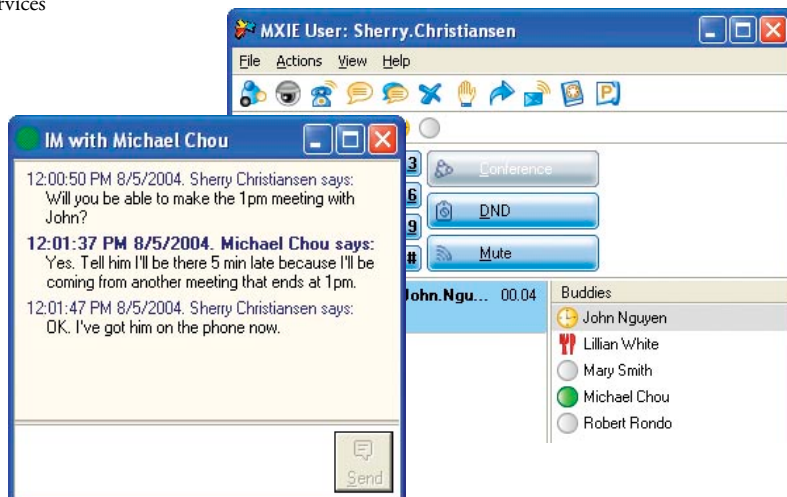 rvices
MXIE User: Sherry.Christiansen
File Actions View Help
IM with Michael Chou
12:00:50 PM 8/5/2004. Sherry Christiansen says:
Will you be able to make the 1pm meeting with
John?
12:01:37 PM 8/5/2004. Michael Chou says:
Yes. Tell him I'll be there 5 min late because I'll be
coming from another meeting that ends at 1pm.
12:01:47 PM 8/5/2004. Sherry Christiansen says:
OK. I've got him on the phone now.
Send
3
6
9
#
Conference
DND
Mute
John.Ngu... 00.04
Buddies
John Nguyen
Lillian White
Mary Smith
Michael Chou
Robert Rondo